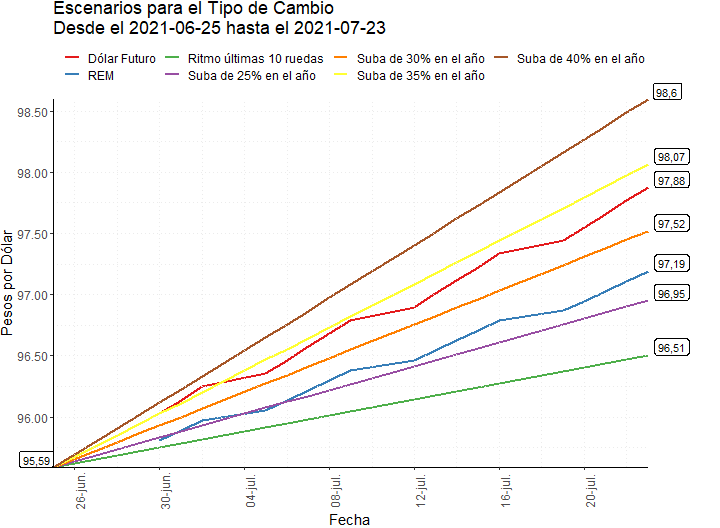 Escenarios para el Tipo de Cambio
Desde el 2021-06-25 hasta el 2021-07-23
Dólar Futuro
Ritmo últimas 10 ruedas
Suba de 30% en el año
Suba de 40% en el año
REM
Suba de 25% en el año
Suba de 35% en el año
98,6
98.50
98,07
98.00
97,88
97,52
97.50
97,19
97.00
96,95
96,51
96.50
96.00
95,59
Pesos por Dólar
26-jun.
30-jun.
04-jul.
08-jul.
12-jul.
16-jul.
20-jul.
Fecha